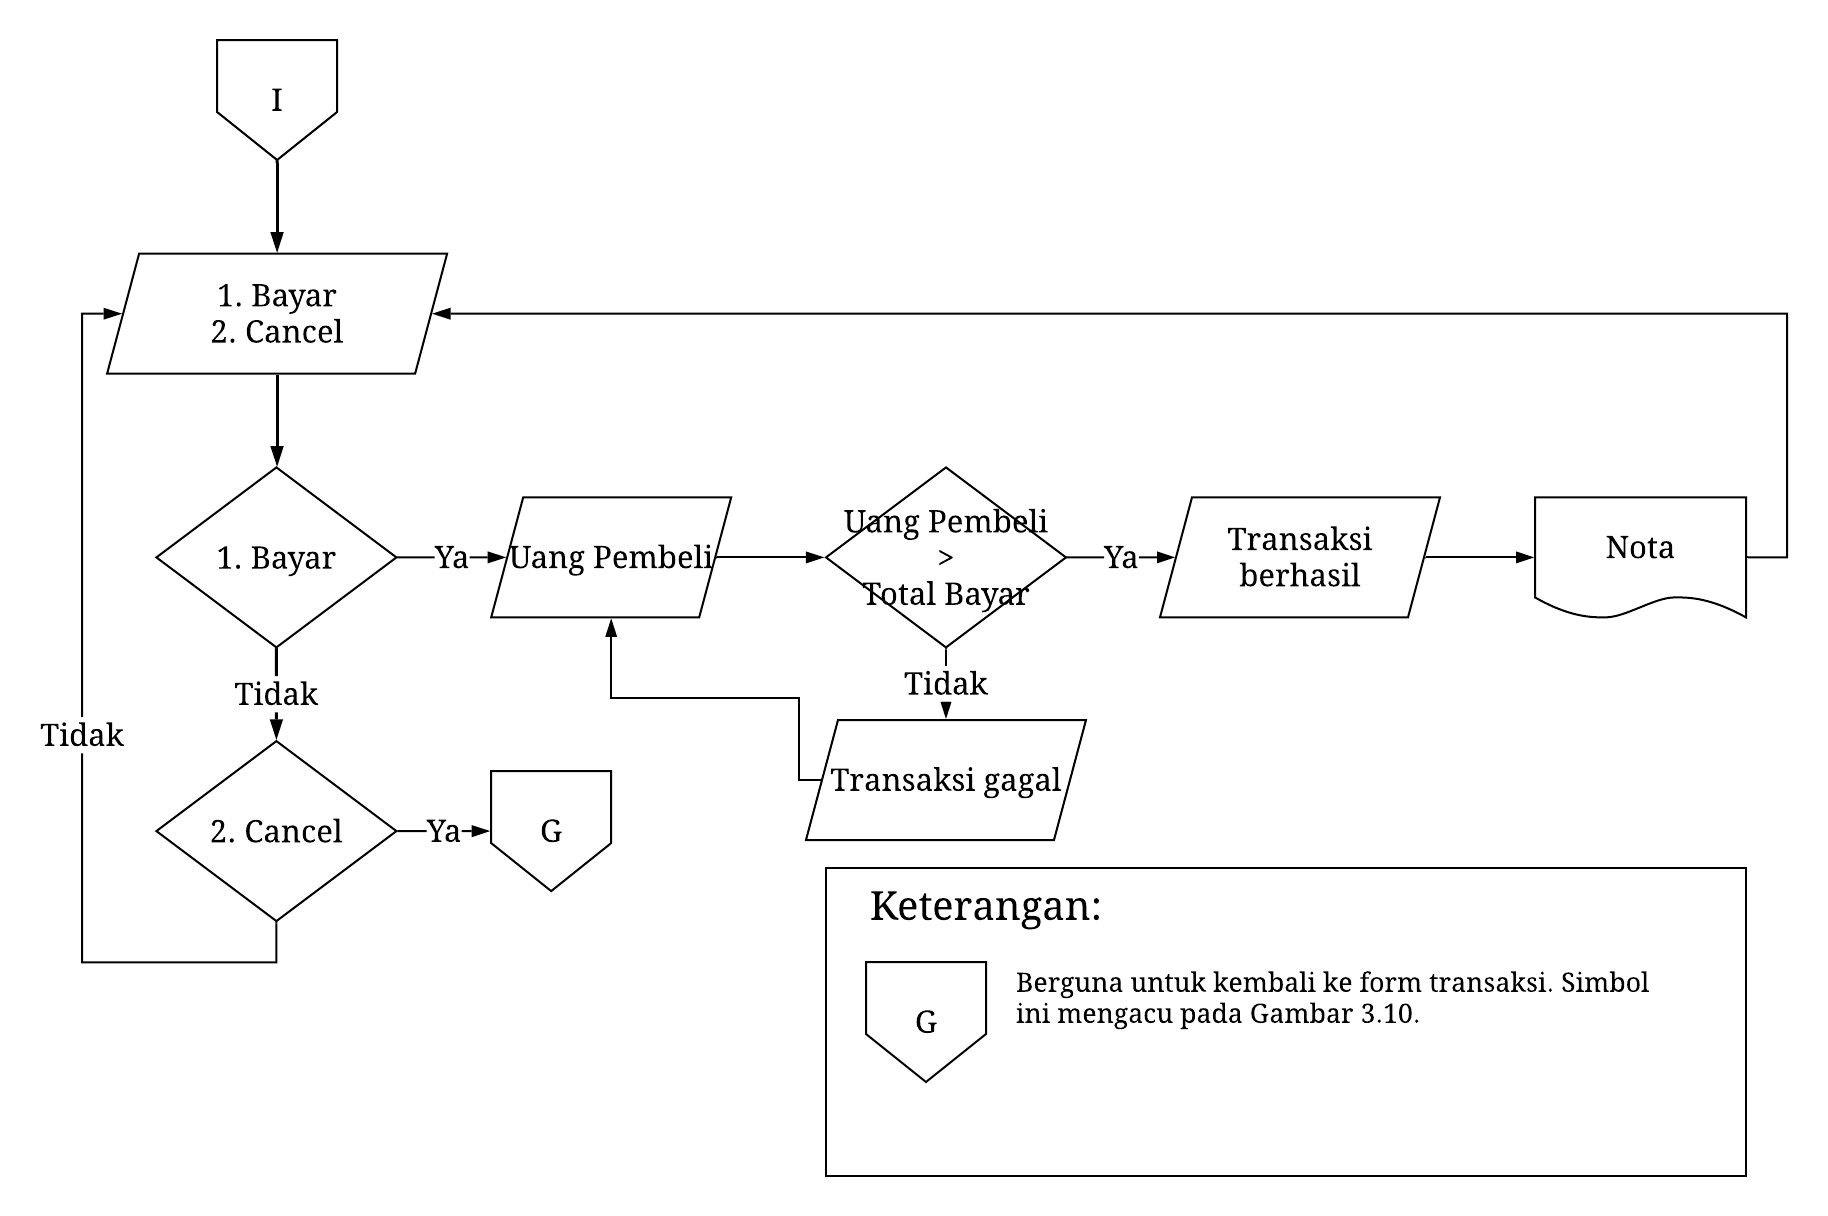 I
1. Bayar
2. Cancel
1. Bayar
Ya
Uang Pembeli
Uang Pembeli
>
Total Bayar
Ya
Transaksi
berhasil
Nota
Tidak
Tidak
Tidak
Transaksi gagal
2. Cancel
Ya
G
Keterangan:
G
Berguna untuk kembali ke form transaksi. Simbol
ini mengacu pada Gambar 3.10.